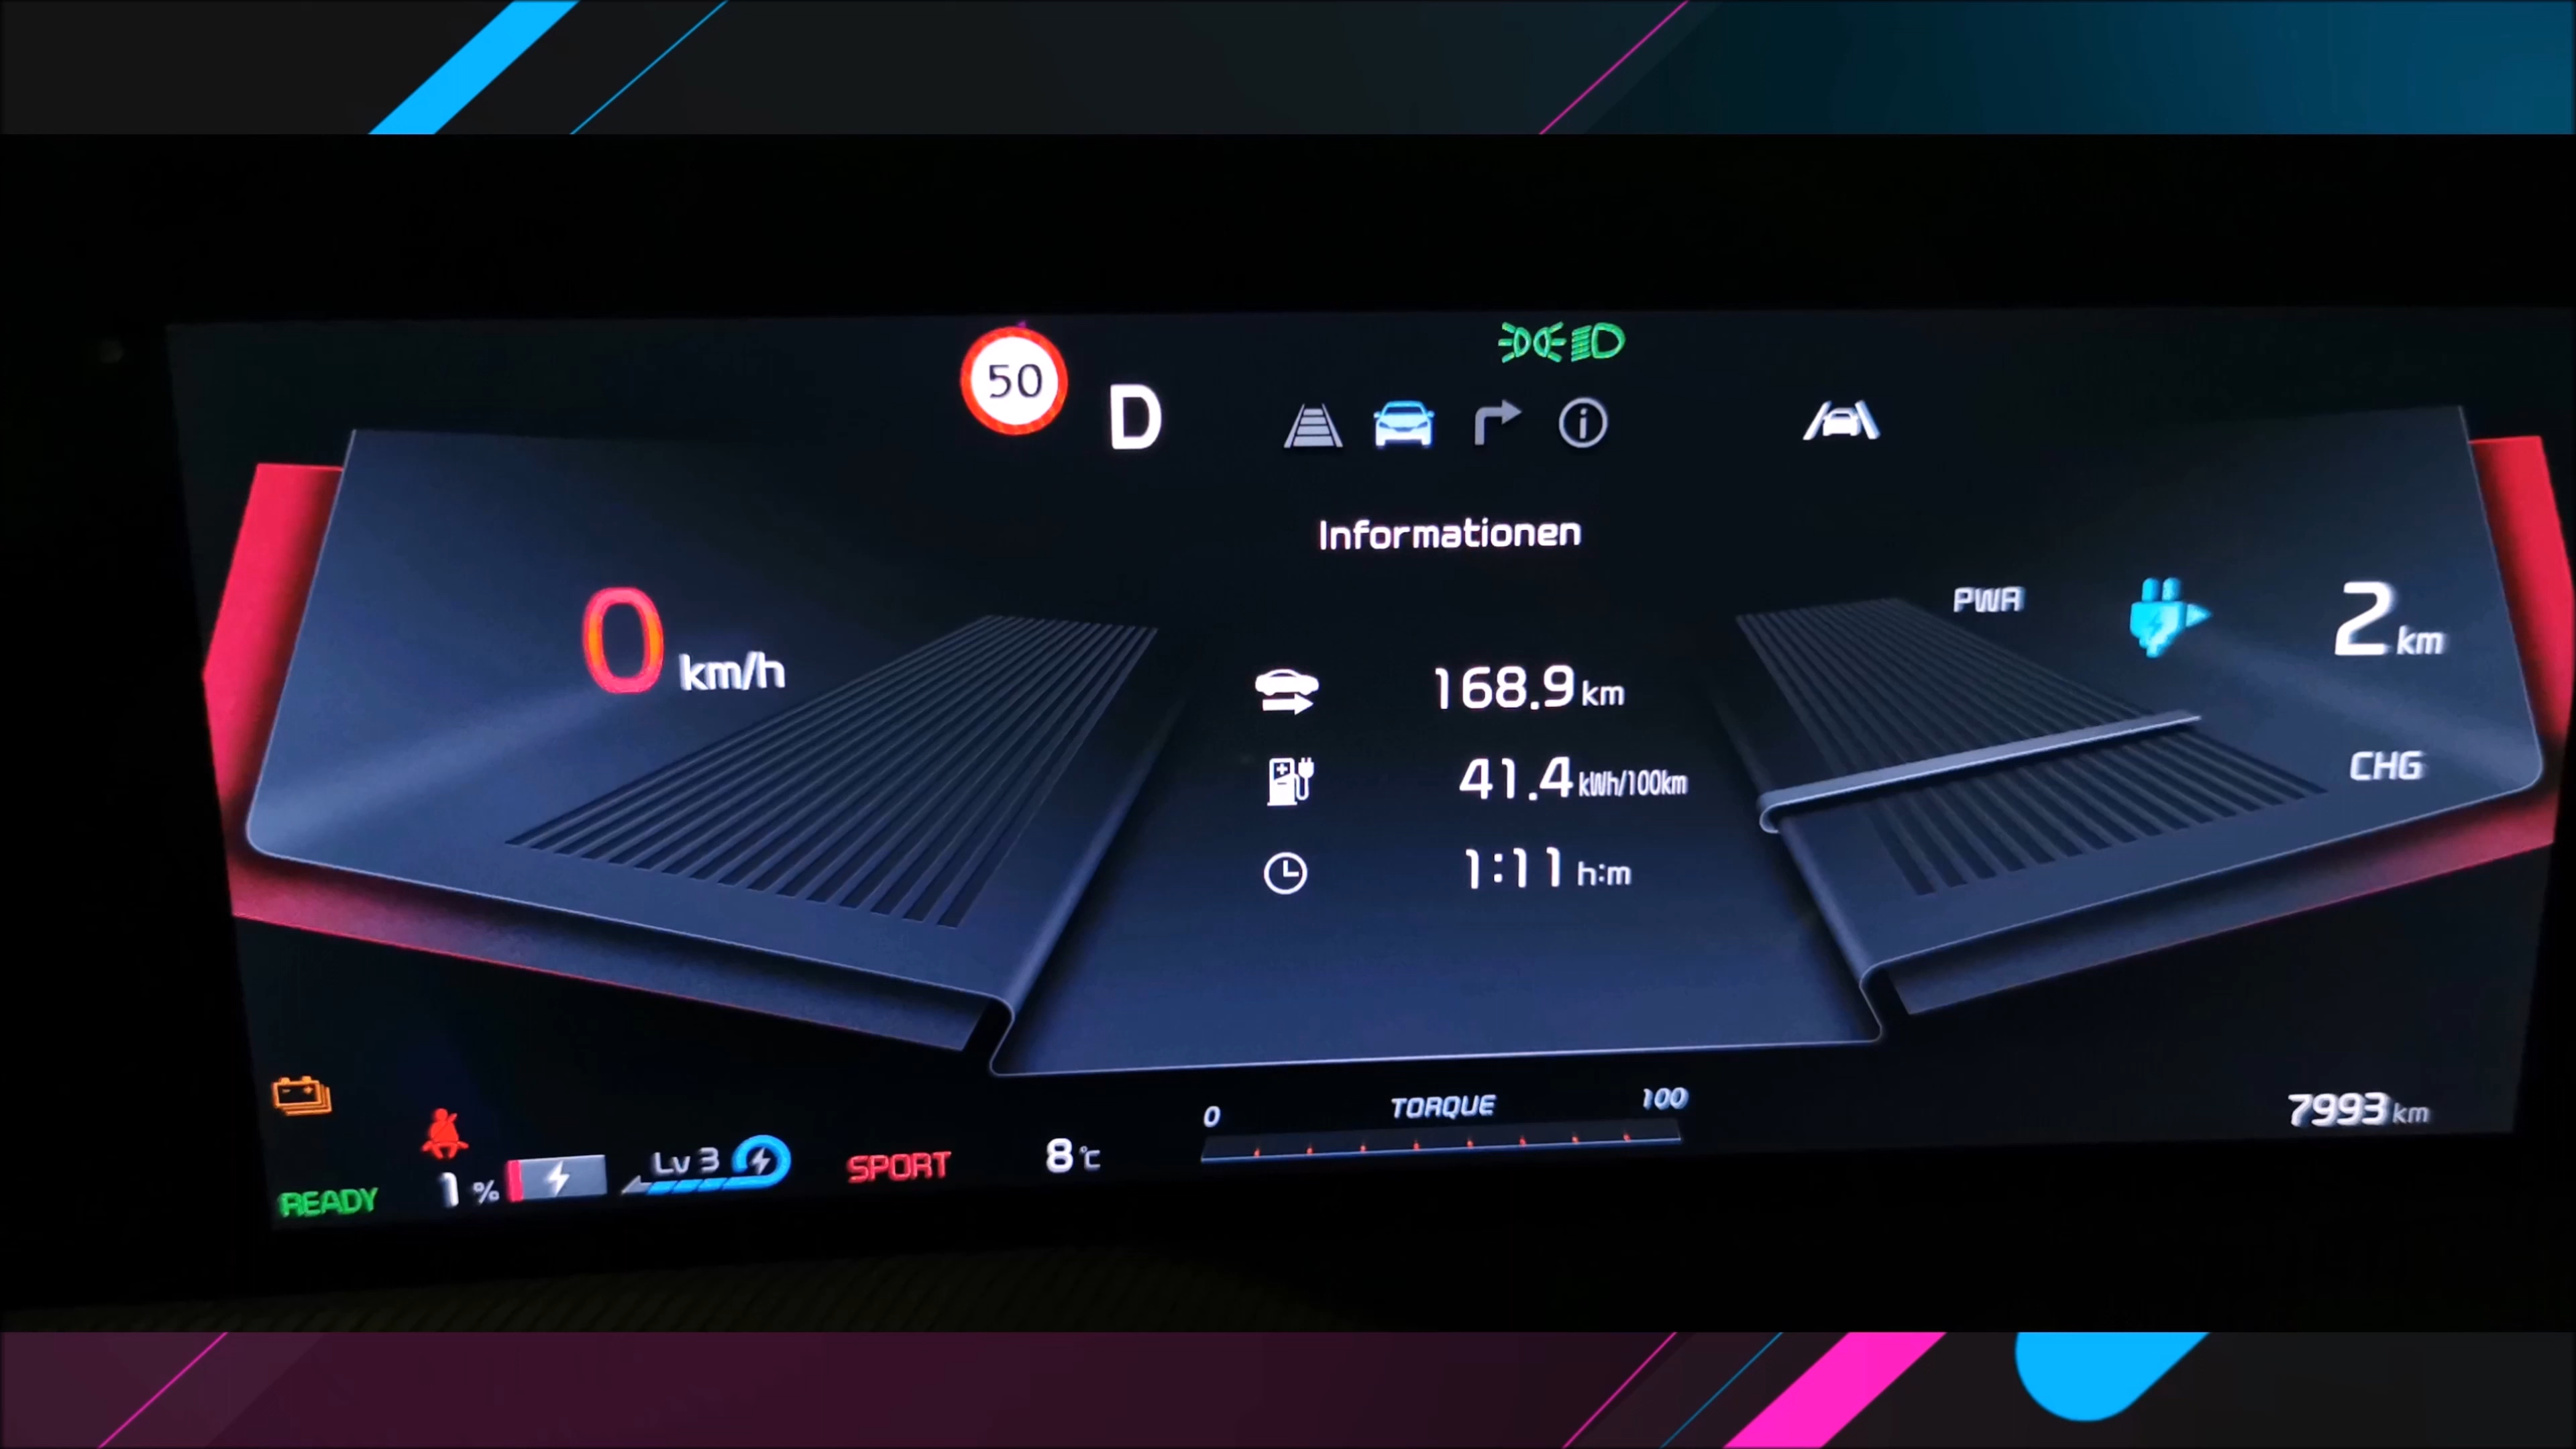 50
D
Informationen
0 km/h
PWR
2 km
168.9 km
41.4 kWh/100km
CHG
1:11 h:m
0 TORQUE 100
7993 km
READY
1 %
Lv 3
SPORT
8 °C